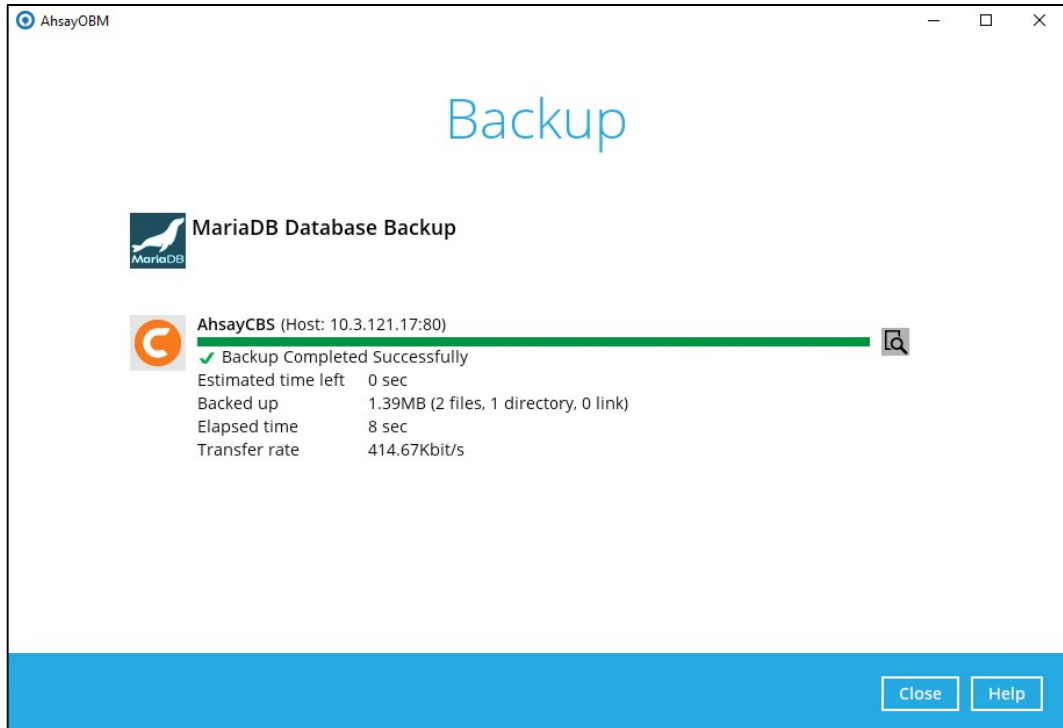 AhsayOBM
Backup
MariaDB Database Backup
MariaDB
AhsayCBS (Host: 10.3.121.17:80)
Backup Completed Successfully
Estimated time left 0 sec
Backed up 1.39MB (2 files, 1 directory, 0 link)
Elapsed time 8 sec
Transfer rate 414.67Kbit/s
Close Help